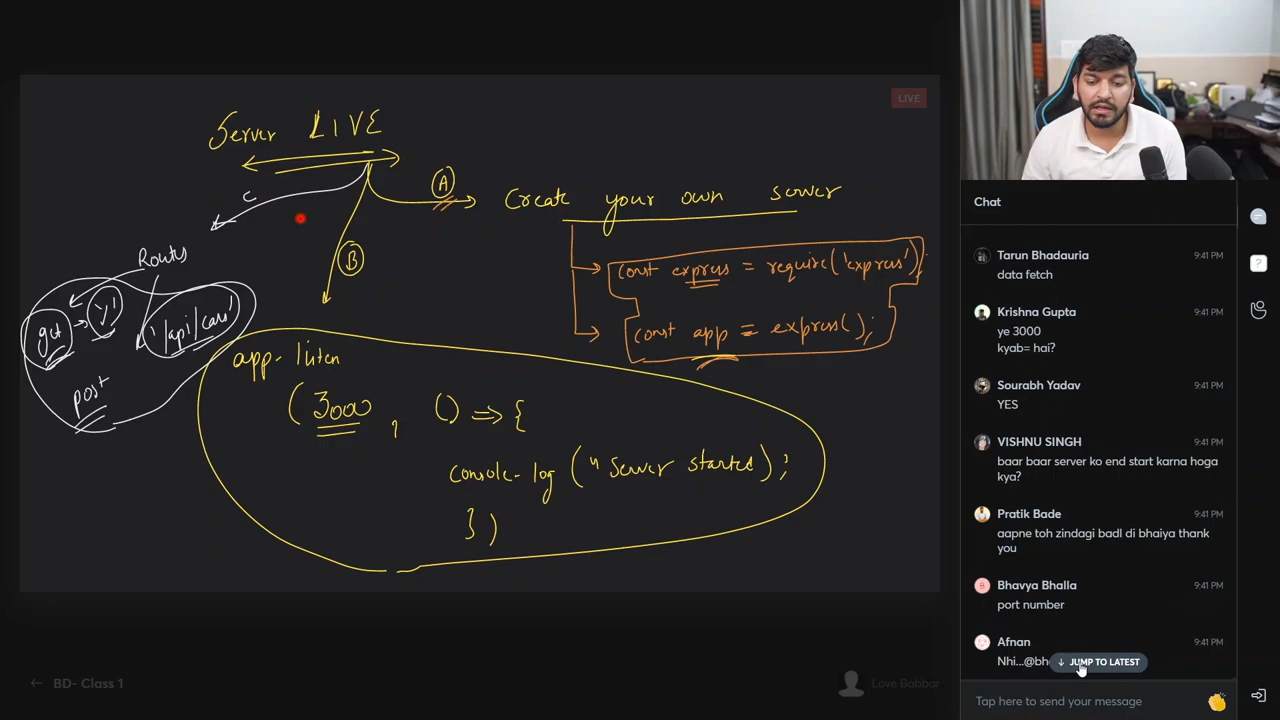 LIVE
Server LIVE
A
Create your own server
C
B
const express = require('express');
const app = express();
Routes
get → '/'
'/api/cars'
post
app.listen
(3000, () => {
console.log("Server started);
})
← BD- Class 1
Love Babbar
Chat
Tarun Bhadauria 9:41 PM
data fetch
Krishna Gupta 9:41 PM
ye 3000
kyab= hai?
Sourabh Yadav 9:41 PM
YES
VISHNU SINGH 9:41 PM
baar baar server ko end start karna hoga
kya?
Pratik Bade 9:41 PM
aapne toh zindagi badl di bhaiya thank
you
B
Bhavya Bhalla 9:41 PM
port number
Afnan 9:41 PM
Nhi...@bh
↓ JUMP TO LATEST
Tap here to send your message